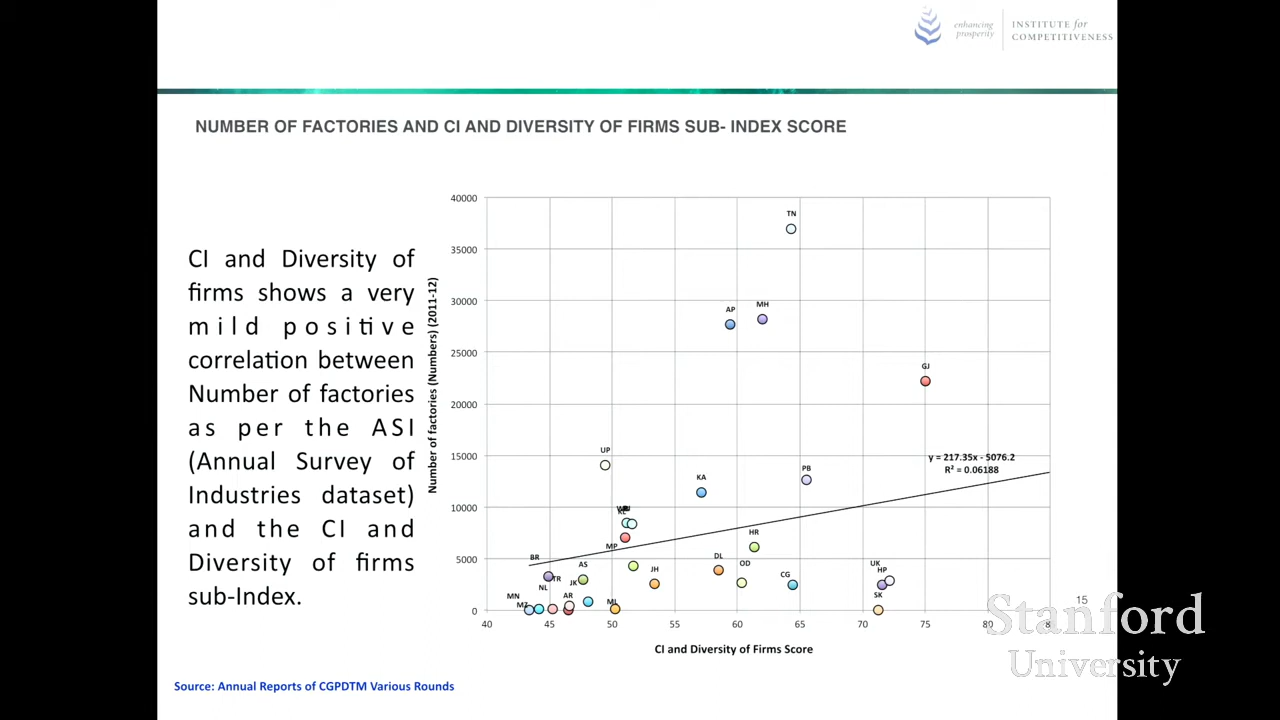 enhancing prosperity
INSTITUTE for
COMPETITIVENESS
NUMBER OF FACTORIES AND CI AND DIVERSITY OF FIRMS SUB- INDEX SCORE
CI and Diversity of
firms shows a very
mild positive
correlation between
Number of factories
as per the ASI
(Annual Survey of
Industries dataset)
and the CI and
Diversity of firms
sub-Index.
Number of factories (Numbers) (2011-12)
40000
35000
30000
25000
20000
15000
10000
5000
0
TN
MH
AP
GJ
UP
y = 217.35x - 5076.2
R² = 0.06188
PB
KA
HR
MP
BR
DL
OD
UK
AS
JH
HP
CG
TR
JK
NL
MN
AR
SK
MZ
ML
40
45
50
55
60
65
70
75
80
15
CI and Diversity of Firms Score
Stanford
University
Source: Annual Reports of CGPDTM Various Rounds